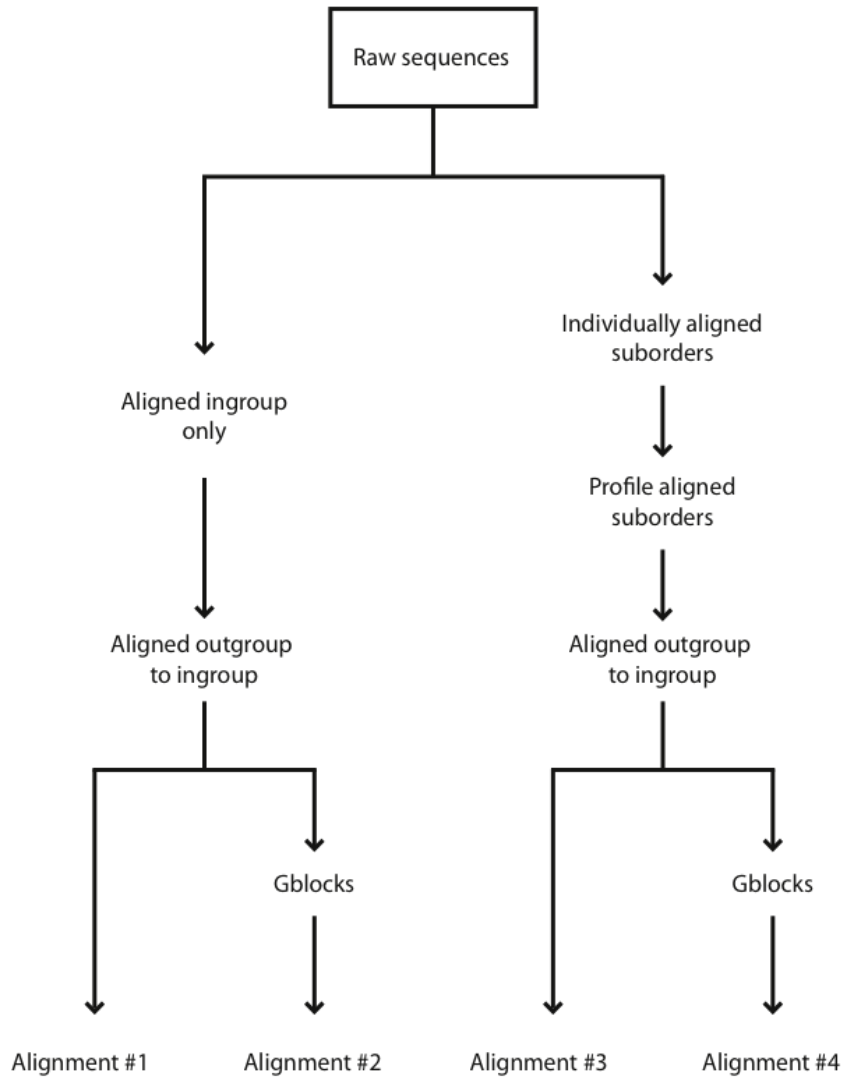 Raw sequences
Individually aligned
suborders
Aligned ingroup
only
Profile aligned
suborders
Aligned outgroup
to ingroup
Aligned outgroup
to ingroup
Gblocks
Gblocks
Alignment #1
Alignment #2
Alignment #3
Alignment #4